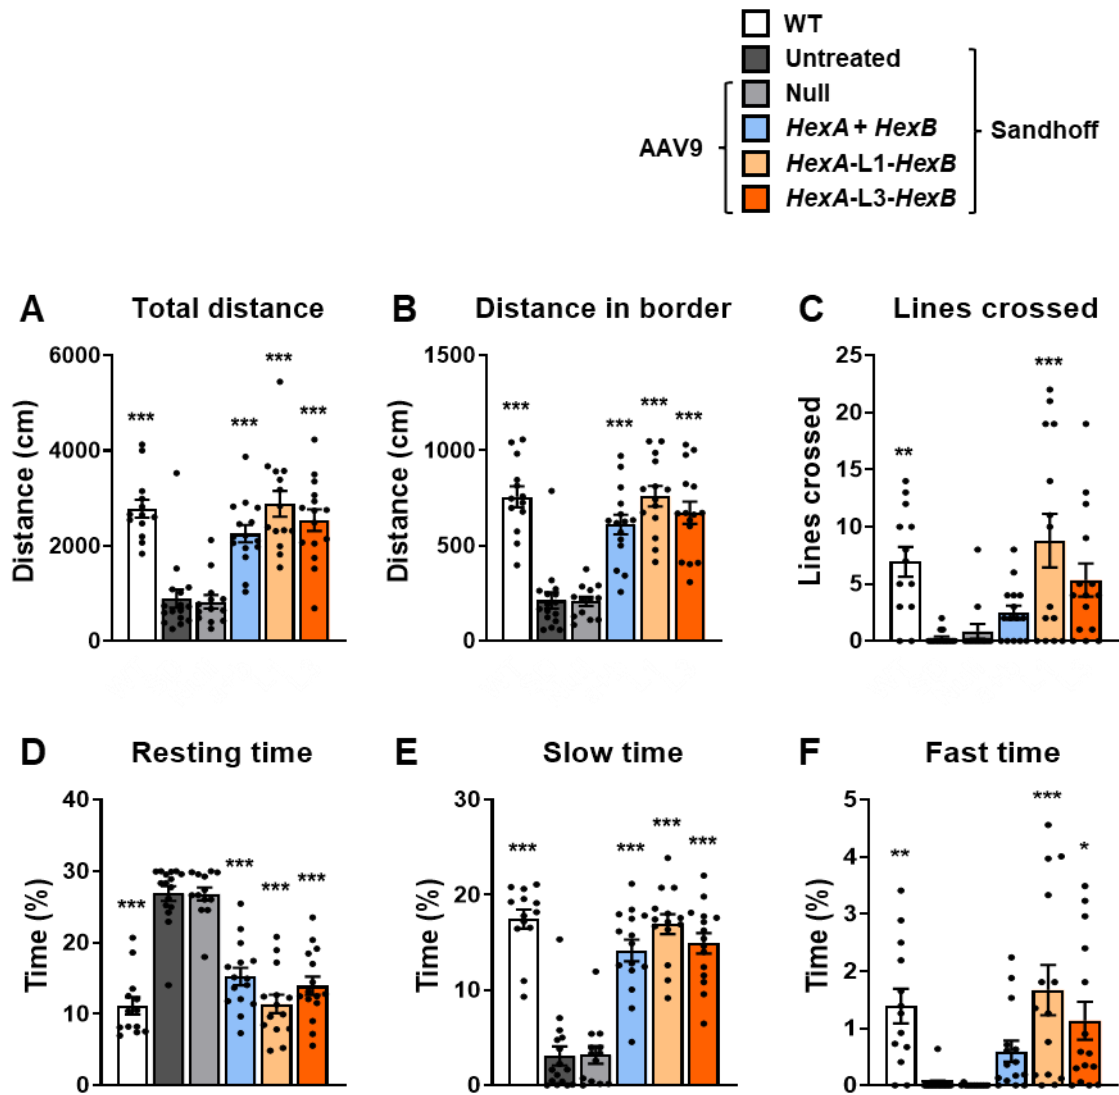 WT
Untreated
Null
HexA + HexB
HexA-L1-HexB
HexA-L3-HexB
AAV9
Sandhoff
A Total distance
Distance (cm)
6000
4000
2000
0
***
***
***
***
B Distance in border
Distance (cm)
1500
1000
500
0
***
***
***
***
C Lines crossed
Lines crossed
25
20
15
10
5
0
**
***
D Resting time
Time (%)
40
30
20
10
0
***
***
***
***
E Slow time
Time (%)
30
20
10
0
***
***
***
***
F Fast time
Time (%)
5
4
3
2
1
0
**
***
*